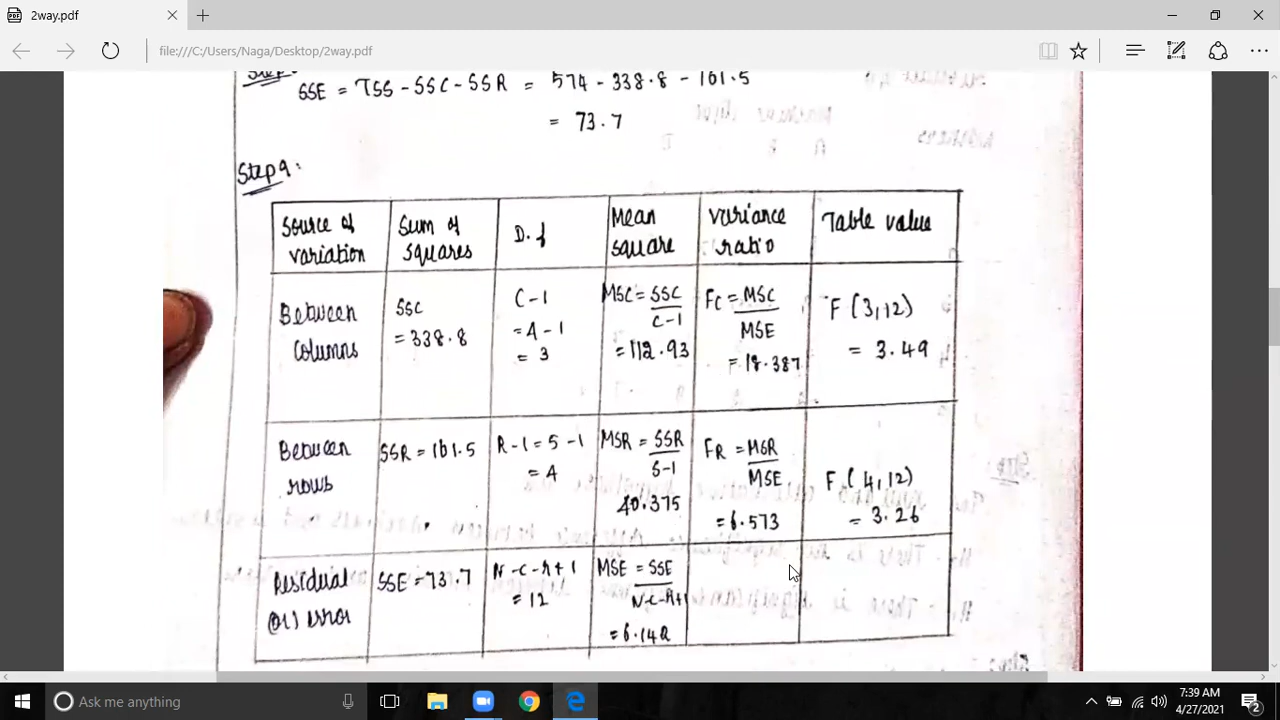 2way.pdf
file:///C:/Users/Naga/Desktop/2way.pdf
SSE = TSS - SSC - SSR = 574 - 338.8 - 161.5
= 73.7
Step 9:
Source of variation
Sum of squares
D.f
Mean square
Variance ratio
Table value
Between columns
SSC = 338.8
C-1
= 4-1
= 3
MSC = SSC
C-1
= 112.93
FC = MSC
MSE
= 18.387
F(3,12)
= 3.49
Between rows
SSR = 161.5
R-1 = 5-1
= 4
MSR = SSR
5-1
40.375
FR = MSR
MSE
= 6.573
F(4,12)
= 3.26
Residual (or) error
SSE = 73.7
N-C-R+1
= 12
MSE = SSE
N-C-R+1
= 6.142
Ask me anything
7:39 AM
4/27/2021
2